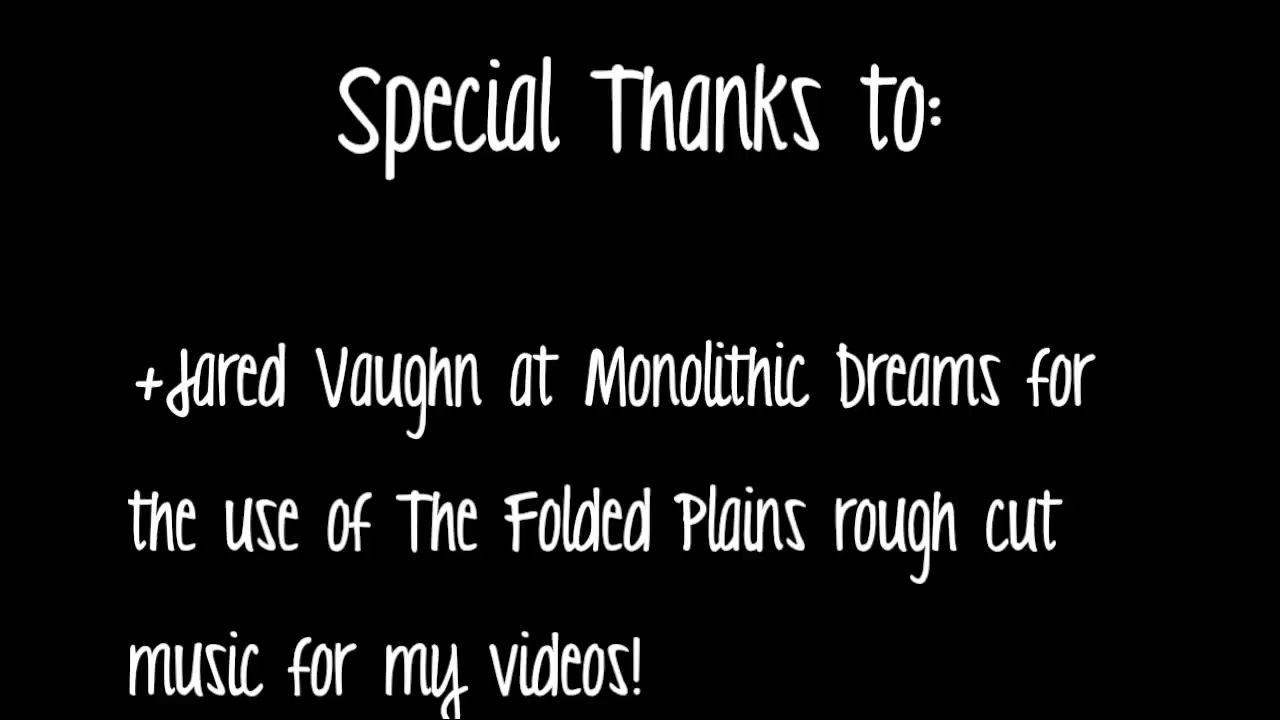 Special Thanks to:
+Jared Vaughn at Monolithic Dreams for
the use of The Folded Plains rough cut
music for my videos!